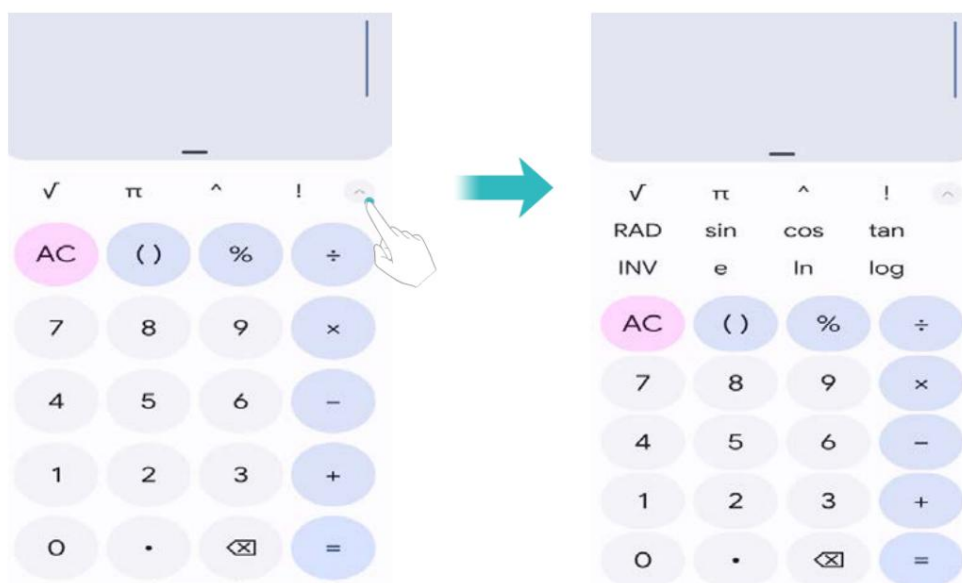 √ π ^ !
AC ( ) % ÷
7 8 9 ×
4 5 6 −
1 2 3 +
0 . =
√ π ^ !
RAD sin cos tan
INV e ln log
AC ( ) % ÷
7 8 9 ×
4 5 6 −
1 2 3 +
0 . =